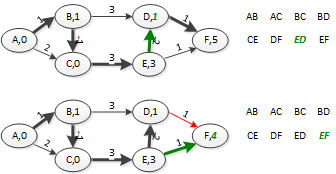 B,1 3 D,1 AB AC BC BD
1 1
A,0 F,5
2 1 CE DF ED EF
C,0 3 E,3
B,1 3 D,1 AB AC BC BD
1 1
A,0 F,4
2 1 CE DF ED EF
C,0 3 E,3